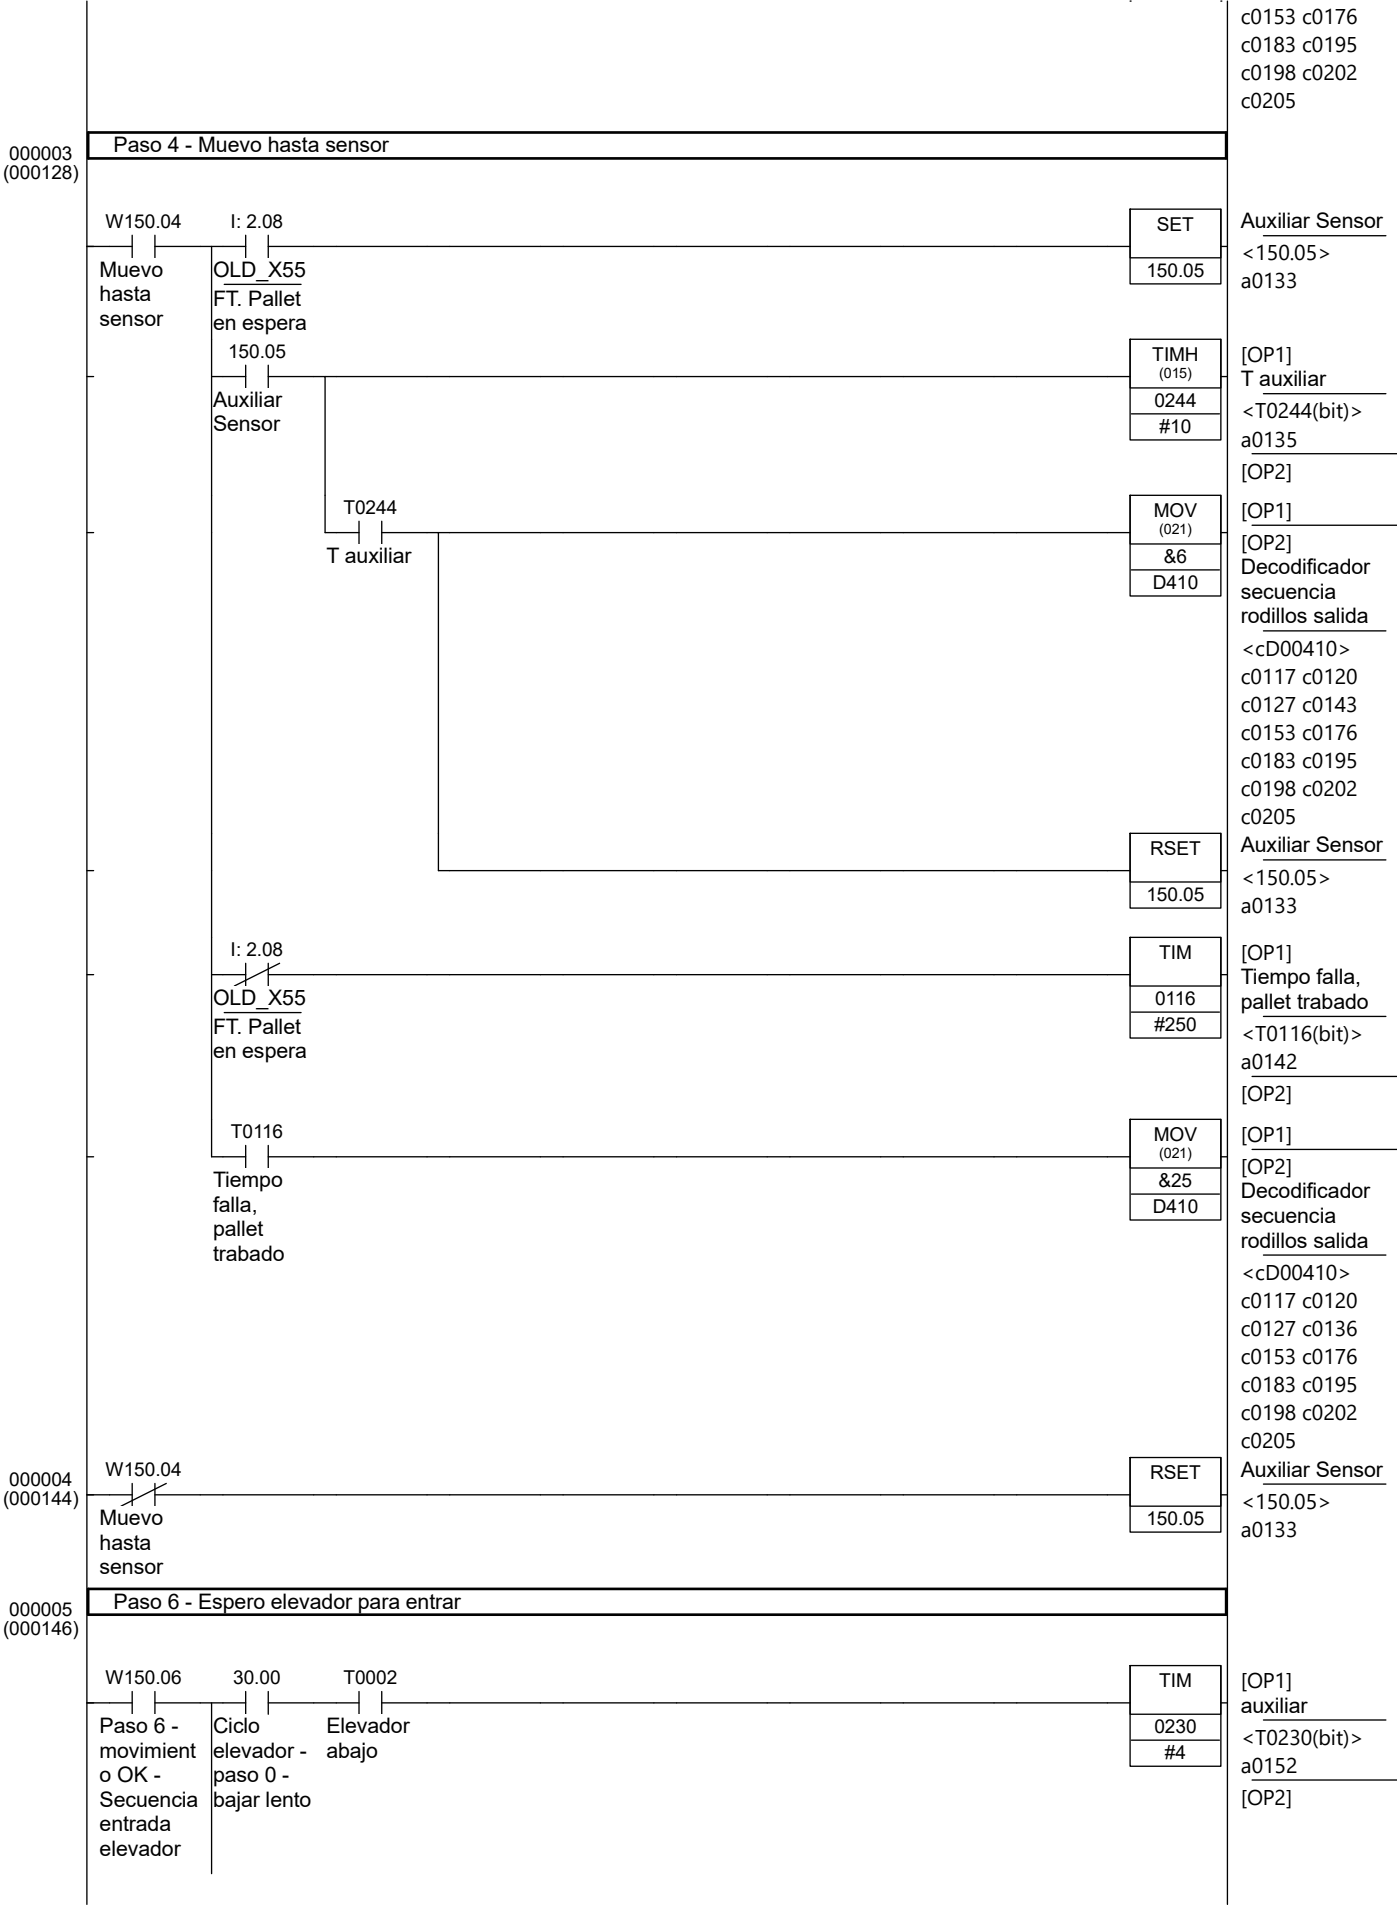 c0153 c0176
c0183 c0195
c0198 c0202
c0205
000003
(000128)
Paso 4 - Muevo hasta sensor
W150.04
Muevo
hasta
sensor
I: 2.08
OLD_X55
FT. Pallet
en espera
SET
150.05
Auxiliar Sensor
<150.05>
a0133
150.05
Auxiliar
Sensor
TIMH
(015)
0244
#10
[OP1]
T auxiliar
<T0244(bit)>
a0135
[OP2]
T0244
T auxiliar
MOV
(021)
&6
D410
[OP1]
[OP2]
Decodificador
secuencia
rodillos salida
<cD00410>
c0117 c0120
c0127 c0143
c0153 c0176
c0183 c0195
c0198 c0202
c0205
RSET
150.05
Auxiliar Sensor
<150.05>
a0133
I: 2.08
OLD_X55
FT. Pallet
en espera
TIM
0116
#250
[OP1]
Tiempo falla,
pallet trabado
<T0116(bit)>
a0142
[OP2]
T0116
Tiempo
falla,
pallet
trabado
MOV
(021)
&25
D410
[OP1]
[OP2]
Decodificador
secuencia
rodillos salida
<cD00410>
c0117 c0120
c0127 c0136
c0153 c0176
c0183 c0195
c0198 c0202
c0205
000004
(000144)
W150.04
Muevo
hasta
sensor
RSET
150.05
Auxiliar Sensor
<150.05>
a0133
000005
(000146)
Paso 6 - Espero elevador para entrar
W150.06
Paso 6 -
movimient
o OK -
Secuencia
entrada
elevador
30.00
Ciclo
elevador -
paso 0 -
bajar lento
T0002
Elevador
abajo
TIM
0230
#4
[OP1]
auxiliar
<T0230(bit)>
a0152
[OP2]